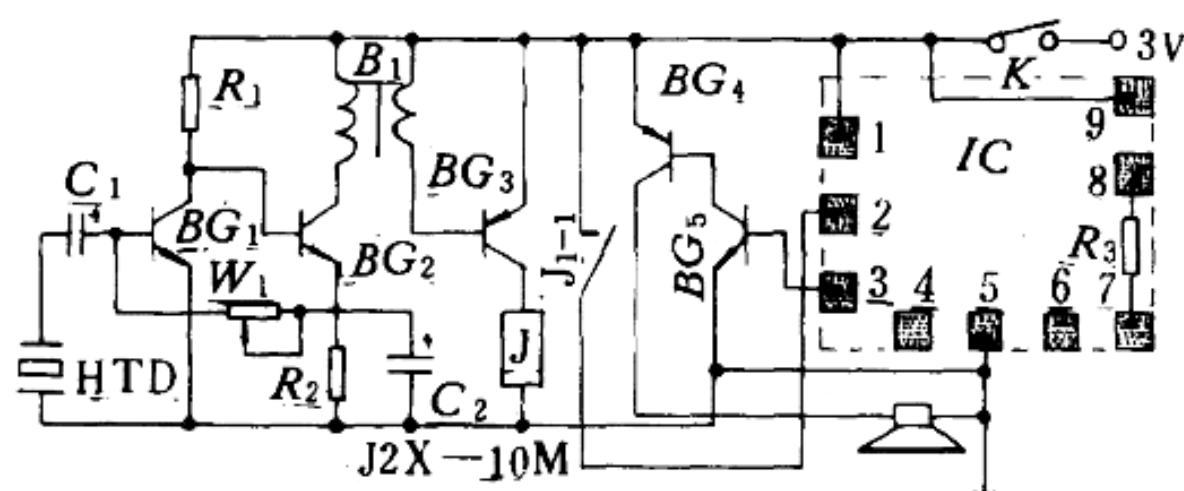 B₁
K
3V
R₁
BG₄
9
1
IC
C₁
BG₃
8
BG₁
BG₂
J₁₋₁
BG₅
2
R₃
W₁
3
4
5
6
7
HTD
R₂
C₂
J
J2X—10M